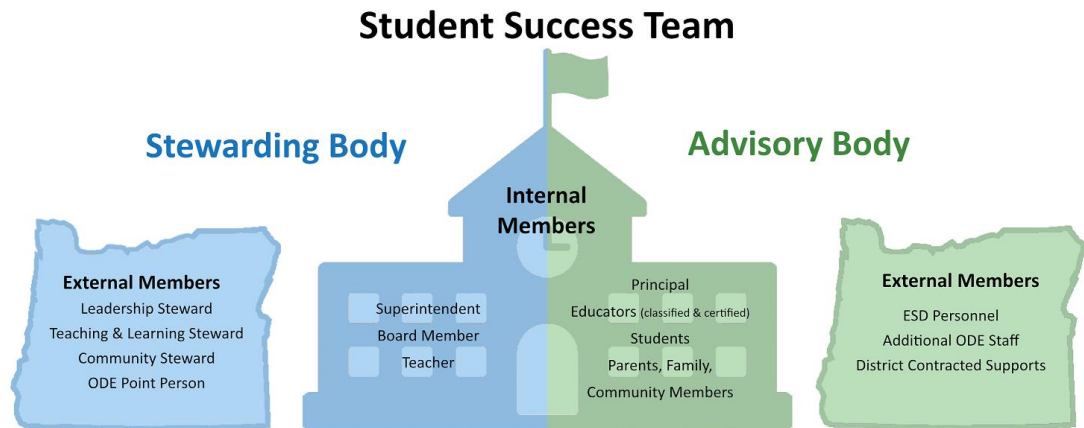 Student Success Team
Stewarding Body
Advisory Body
Internal
Members
External Members
Leadership Steward
Teaching & Learning Steward
Community Steward
ODE Point Person
Superintendent
Board Member
Teacher
Principal
Educators (classified & certified)
Students
Parents, Family,
Community Members
External Members
ESD Personnel
Additional ODE Staff
District Contracted Supports